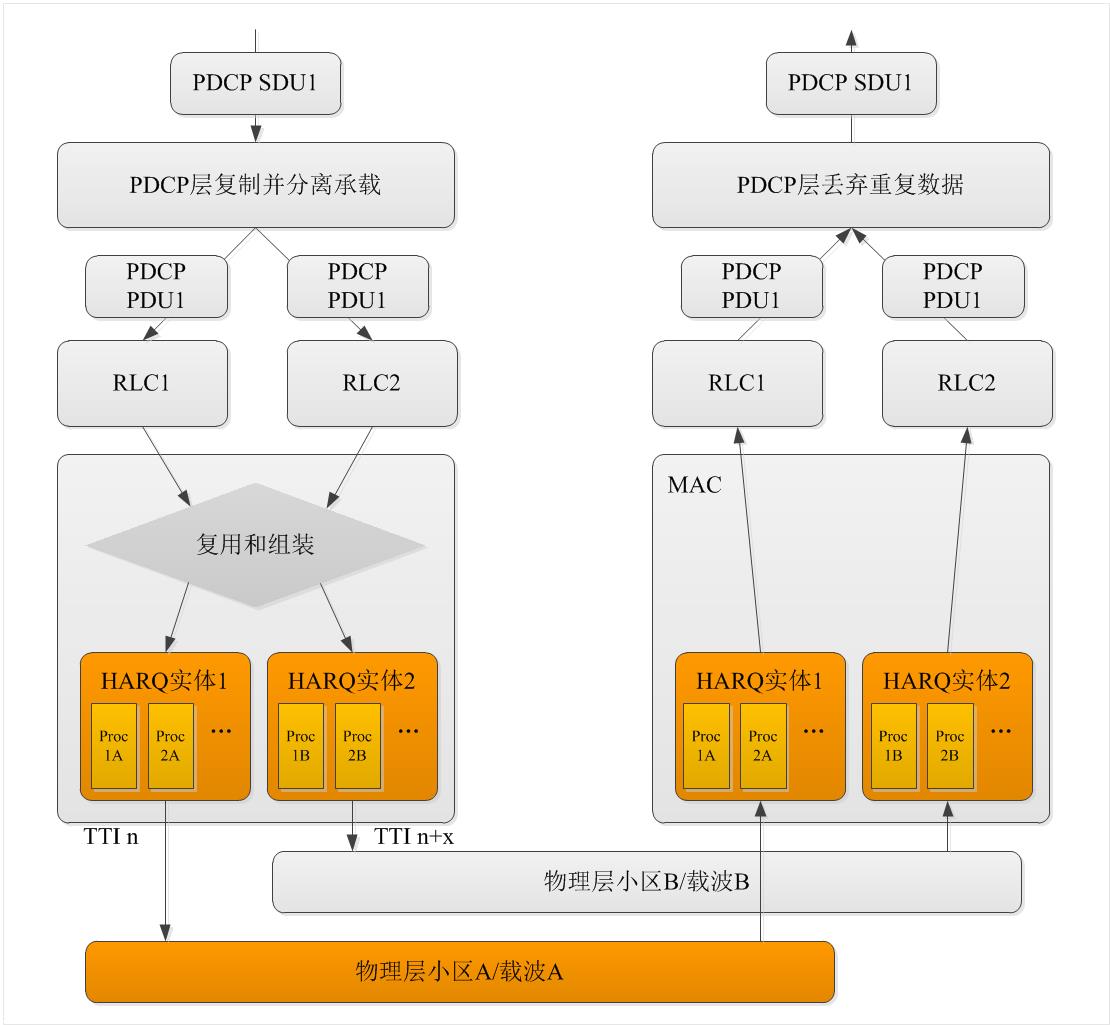 PDCP SDU1
PDCP SDU1
PDCP层复制并分离承载
PDCP层丢弃重复数据
PDCP
PDU1
PDCP
PDU1
PDCP
PDU1
PDCP
PDU1
RLC1
RLC2
RLC1
RLC2
MAC
复用和组装
HARQ实体1
HARQ实体2
HARQ实体1
HARQ实体2
Proc
1A
Proc
2A
...
Proc
1B
Proc
2B
...
Proc
1A
Proc
2A
...
Proc
1B
Proc
2B
...
TTI n
TTI n+x
物理层小区B/载波B
物理层小区A/载波A